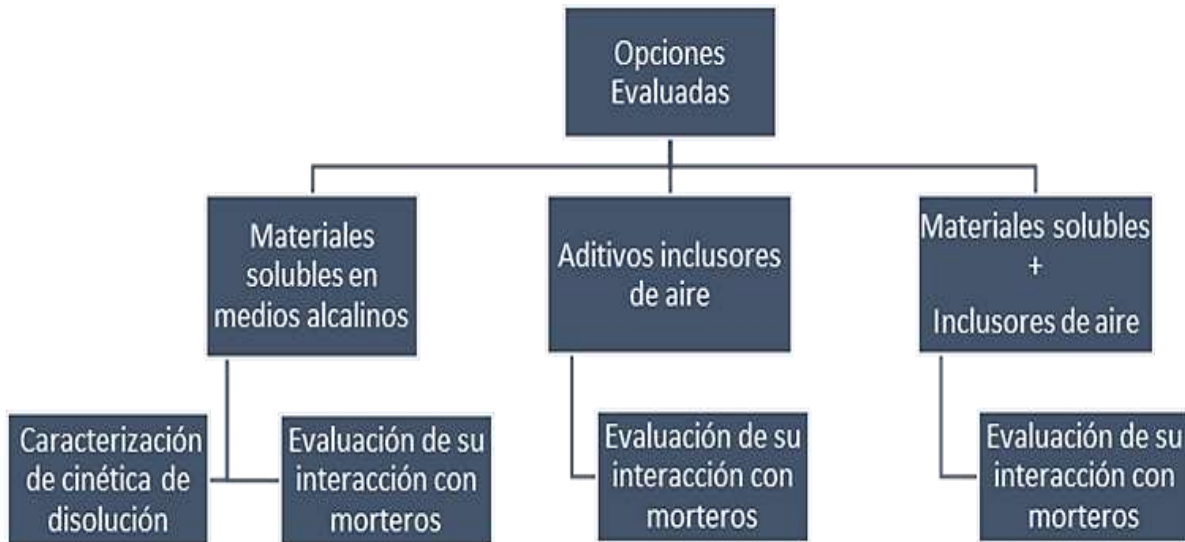 Opciones
Evaluadas
Materiales
solubles en
medios alcalinos
Aditivos inclusores
de aire
Materiales solubles
+
Inclusores de aire
Caracterización
de cinética de
disolución
Evaluación de su
interacción con
morteros
Evaluación de su
interacción con
morteros
Evaluación de su
interacción con
morteros